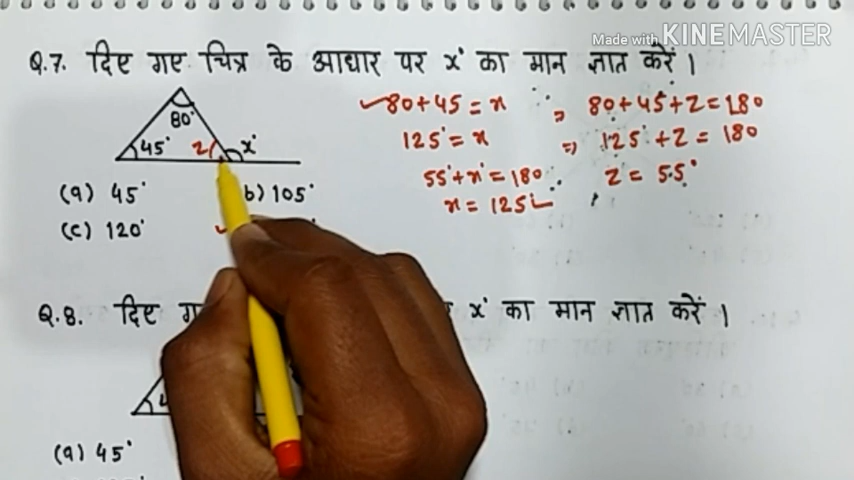 Made with KINEMASTER
Q.7. दिए गए चित्र के आधार पर x° का मान ज्ञात करें ।
80+45 = x
⇒ 80+45+z=180
80°
125° = x
⇒ 125° +z = 180
45° z x°
55°+x°=180
z = 55°
x = 125
(a) 45° b) 105°
(c) 120°
Q.8. दिए x° का मान ज्ञात करें ।
(a) 45°